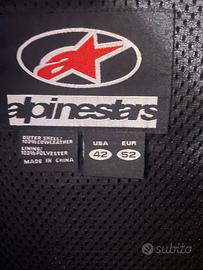 alpinestars
OUTER SHELL:
100%COWLEATHER
LINING:
100%POLYESTER
MADE IN CHINA
USA
42
EUR
52
subito